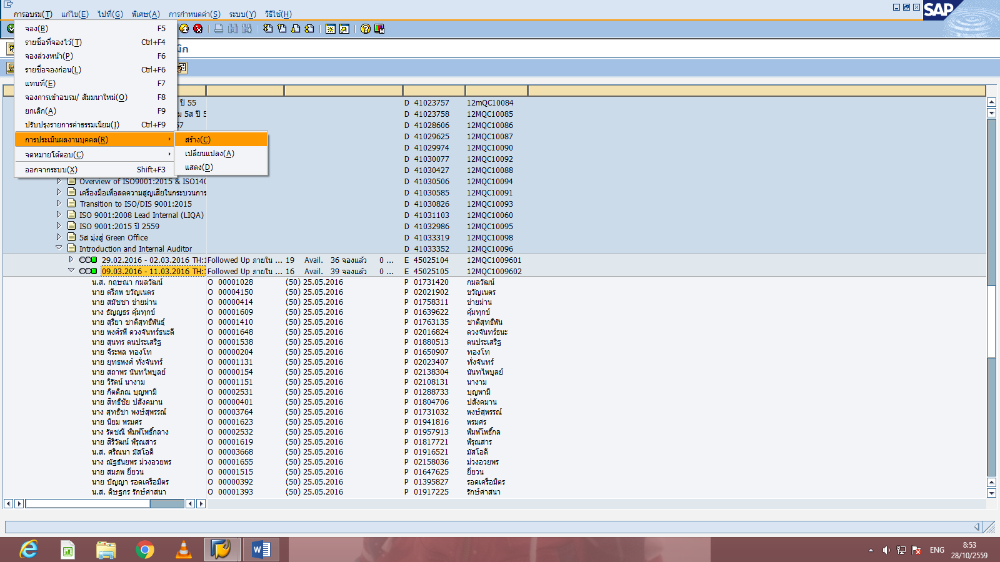 การอบรม(T) แก้ไข(E) ไปที่(G) พิเศษ(A) การกำหนดค่า(S) ระบบ(Y) วิธีใช้(H)
SAP
จอง(B) F5
รายชื่อที่จองไว้(T) Ctrl+F4
จองล่วงหน้า(P) F6
รายชื่อจองก่อน(L) Ctrl+F6
แทนที่(E) F7
จองการเข้าอบรม/ สัมมนาใหม่(O) F8
ยกเลิก(A) F9
ปรับปรุงรายการค่าธรรมเนียม(I) Ctrl+F9
การประเมินผลงานบุคคล(R)
จดหมายโต้ตอบ(C)
ออกจากระบบ(X) Shift+F3
สร้าง(C)
เปลี่ยนแปลง(A)
แสดง(D)
ปี 55 D 41023757 12mQC10084
ม 5ส ปี 5 D 41023758 12MQC10085
D 41028606 12MQC10086
D 41029625 12MQC10087
D 41029974 12MQC10090
D 41030077 12MQC10092
D 41030427 12MQC10088
Overview of ISO9001:2015 & ISO140 D 41030506 12MQC10094
เครื่องมือเพื่อลดความสูญเสียในกระบวนการ D 41030585 12MQC10091
Transition to ISO/DIS 9001:2015 D 41030826 12MQC10093
ISO 9001:2008 Lead Internal (LIQA) D 41031103 12MQC10060
ISO 9001:2015 ปี 2559 D 41032986 12MQC10095
5ส มุ่งสู่ Green Office D 41033319 12MQC10098
Introduction and Internal Auditor D 41033352 12MQC10096
29.02.2016 - 02.03.2016 TH:1 Followed Up ภายใน ... 19 Avail. 36 จองแล้ว 0 ... E 45025104 12MQC1009601
09.03.2016 - 11.03.2016 TH: Followed Up ภายใน ... 16 Avail. 39 จองแล้ว 0 ... E 45025105 12MQC1009602
น.ส. กฤษณา กมลวัฒน์ O 00001028 (50) 25.05.2016 P 01731420 กมลวัฒน์
นาย ตรีภพ ขวัญเนตร O 00004150 (50) 25.05.2016 P 02021902 ขวัญเนตร
นาย สมัชชา ข่ายม่าน O 00000414 (50) 25.05.2016 P 01758311 ข่ายม่าน
นาง ธัญญธร คุ้มทุกข์ O 00001609 (50) 25.05.2016 P 01639622 คุ้มทุกข์
นาย สุริยา ชาติสุทธิพันธุ์ O 00001410 (50) 25.05.2016 P 01763135 ชาติสุทธิพัน
นาย พงศ์รพี ดวงจันทร์ธนะดี O 00001648 (50) 25.05.2016 P 02016824 ดวงจันทร์ธนะ
นาย สุนทร ตนประเสริฐ O 00001538 (50) 25.05.2016 P 01880513 ตนประเสริฐ
นาย จิระพล ทองโท O 00000204 (50) 25.05.2016 P 01650907 ทองโท
นาย ยุทธพงศ์ ทั่งจันทร์ O 00001131 (50) 25.05.2016 P 02023407 ทั่งจันทร์
นาย สถาพร นันทไพบูลย์ O 00000154 (50) 25.05.2016 P 02138304 นันทไพบูลย์
นาย วิรัตน์ นางาม O 00001151 (50) 25.05.2016 P 02108131 นางาม
นาย กิตติภณ บุญพามี O 00002531 (50) 25.05.2016 P 01288733 บุญพามี
นาย สิทธิชัย ปสังคมาน O 00000401 (50) 25.05.2016 P 01804706 ปสังคมาน
นาง สุทธิชา พงษ์สุพรรณ์ O 00003764 (50) 25.05.2016 P 01731032 พงษ์สุพรรณ์
นาย นิยม พรมศร O 00001623 (50) 25.05.2016 P 01941816 พรมศร
นาง รัตชณี พิมพ์โพธิ์กลาง O 00002532 (50) 25.05.2016 P 01957913 พิมพ์โพธิ์กล
นาย สิริวัฒน์ พิรุณสาร O 00001619 (50) 25.05.2016 P 01817721 พิรุณสาร
น.ส. ศริณนา มัสโอดี O 00003668 (50) 25.05.2016 P 01916521 มัสโอดี
นาง ณัฐธันยพร ม่วงอวยพร O 00001655 (50) 25.05.2016 P 02158036 ม่วงอวยพร
นาย สมภพ ยี่ยวน O 00001515 (50) 25.05.2016 P 01647625 ยี่ยวน
นาย ปัญญา รอดเครือมิตร O 00000392 (50) 25.05.2016 P 01395827 รอดเครือมิตร
น.ส. ดิษฐกร รักษ์ศาสนา O 00001393 (50) 25.05.2016 P 01917225 รักษ์ศาสนา
ENG
8:53
28/10/2559